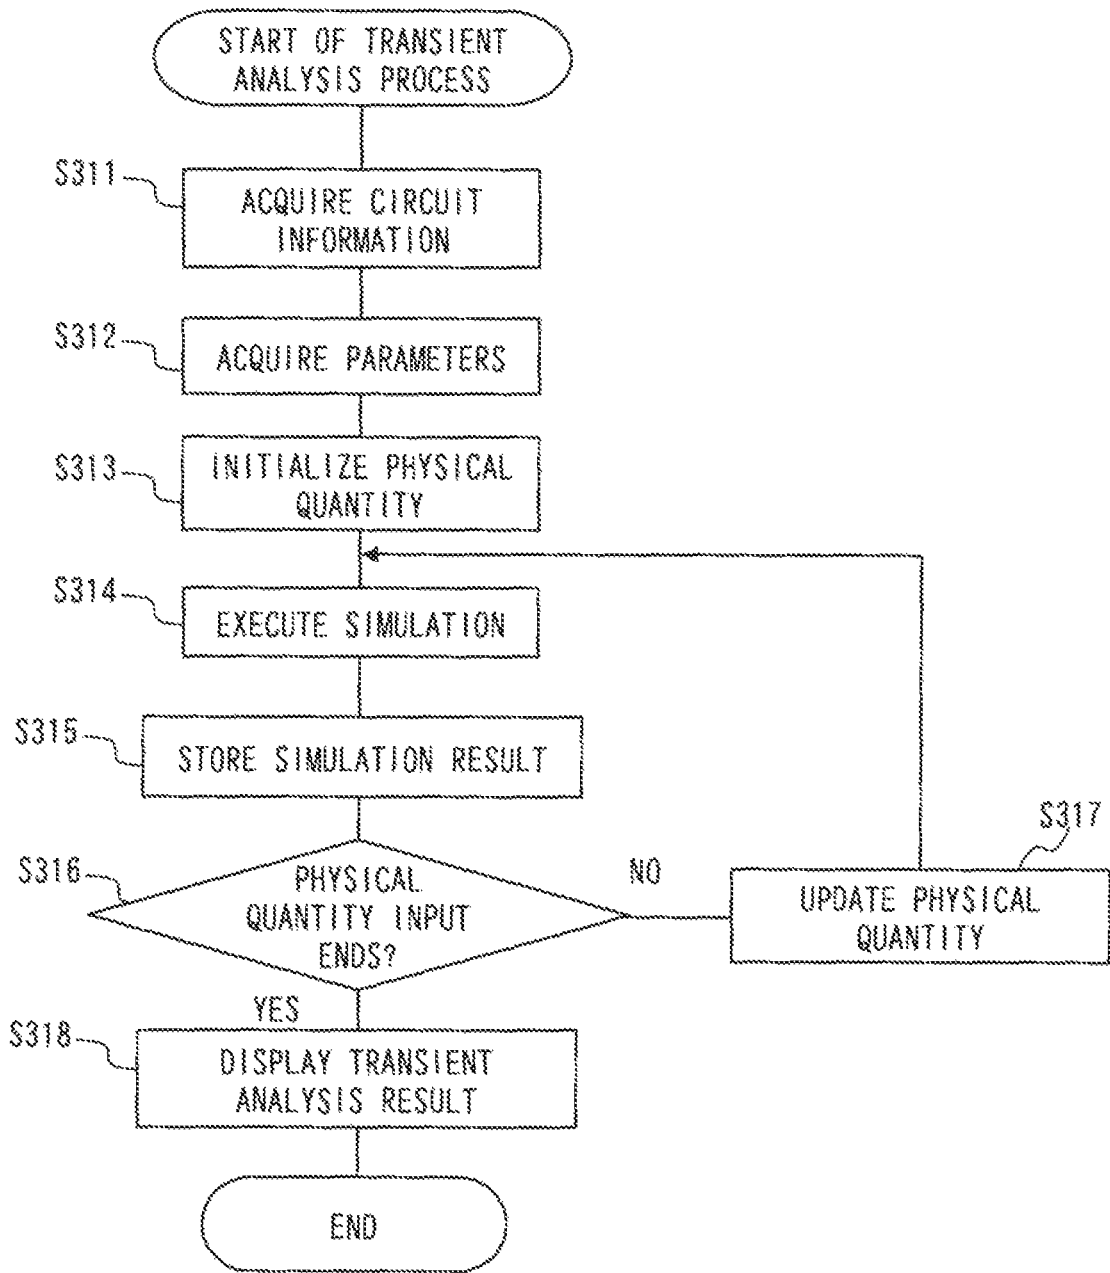 START OF TRANSIENT
ANALYSIS PROCESS
S311
ACQUIRE CIRCUIT
INFORMATION
S312
ACQUIRE PARAMETERS
S313
INITIALIZE PHYSICAL
QUANTITY
S314
EXECUTE SIMULATION
S315
STORE SIMULATION RESULT
S316
PHYSICAL
QUANTITY INPUT
ENDS?
NO
S317
UPDATE PHYSICAL
QUANTITY
YES
S318
DISPLAY TRANSIENT
ANALYSIS RESULT
END